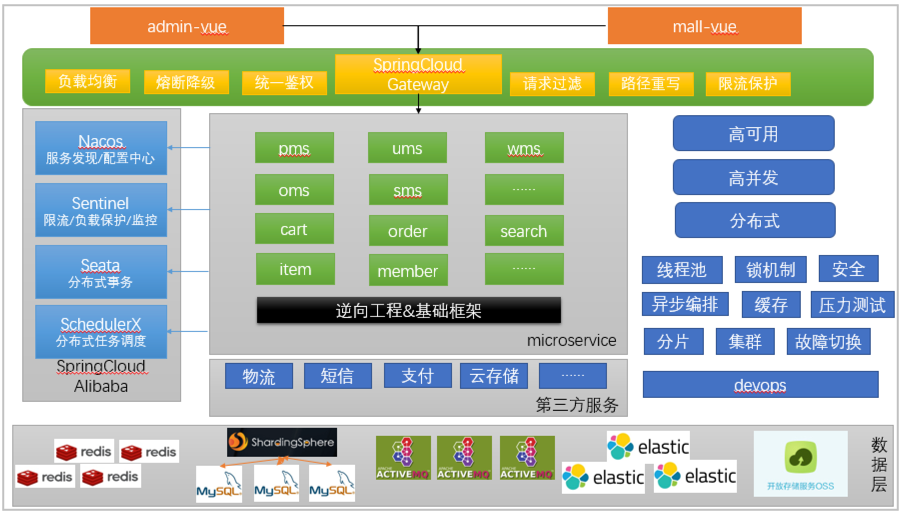 admin-vue
mall-vue
负载均衡
熔断降级
统一鉴权
SpringCloud
Gateway
请求过滤
路径重写
限流保护
Nacos
服务发现/配置中心
Sentinel
限流/负载保护/监控
Seata
分布式事务
SchedulerX
分布式任务调度
SpringCloud
Alibaba
pms
ums
wms
oms
sms
......
cart
order
search
item
member
......
逆向工程&基础框架
microservice
物流
短信
支付
云存储
......
第三方服务
高可用
高并发
分布式
线程池
锁机制
安全
异步编排
缓存
压力测试
分片
集群
故障切换
devops
redis
redis
redis
redis
ShardingSphere
MySQL
MySQL
MySQL
APACHE
ACTIVEMQ
APACHE
ACTIVEMQ
APACHE
ACTIVEMQ
elastic
elastic
elastic
开放存储服务OSS
数据层